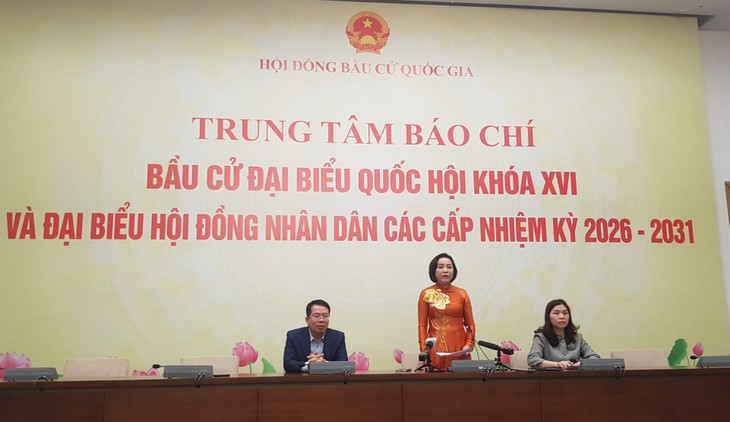 HỘI ĐỒNG BẦU CỬ QUỐC GIA
TRUNG TÂM BÁO CHÍ
BẦU CỬ ĐẠI BIỂU QUỐC HỘI KHÓA XVI
VÀ ĐẠI BIỂU HỘI ĐỒNG NHÂN DÂN CÁC CẤP NHIỆM KỲ 2026 - 2031